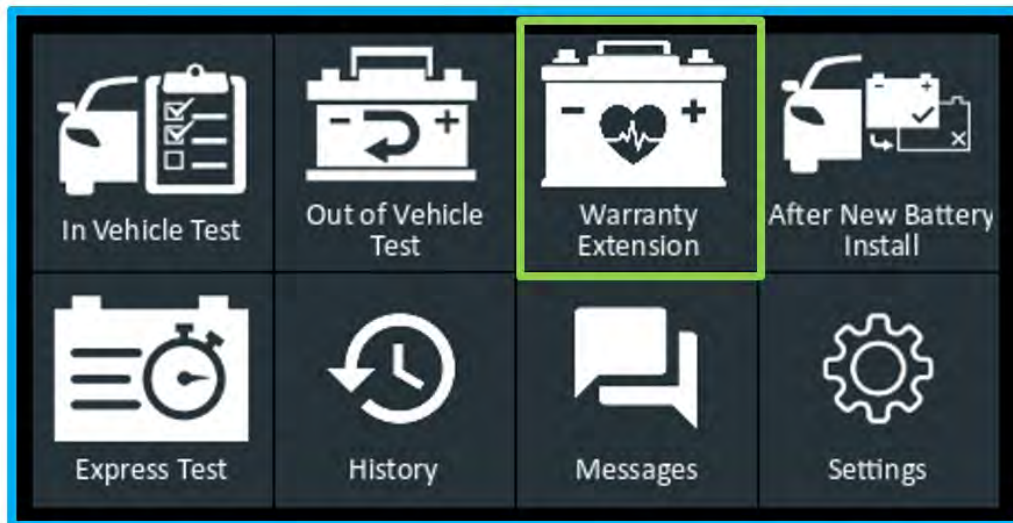 In Vehicle Test
Out of Vehicle
Test
Warranty
Extension
After New Battery
Install
Express Test
History
Messages
Settings